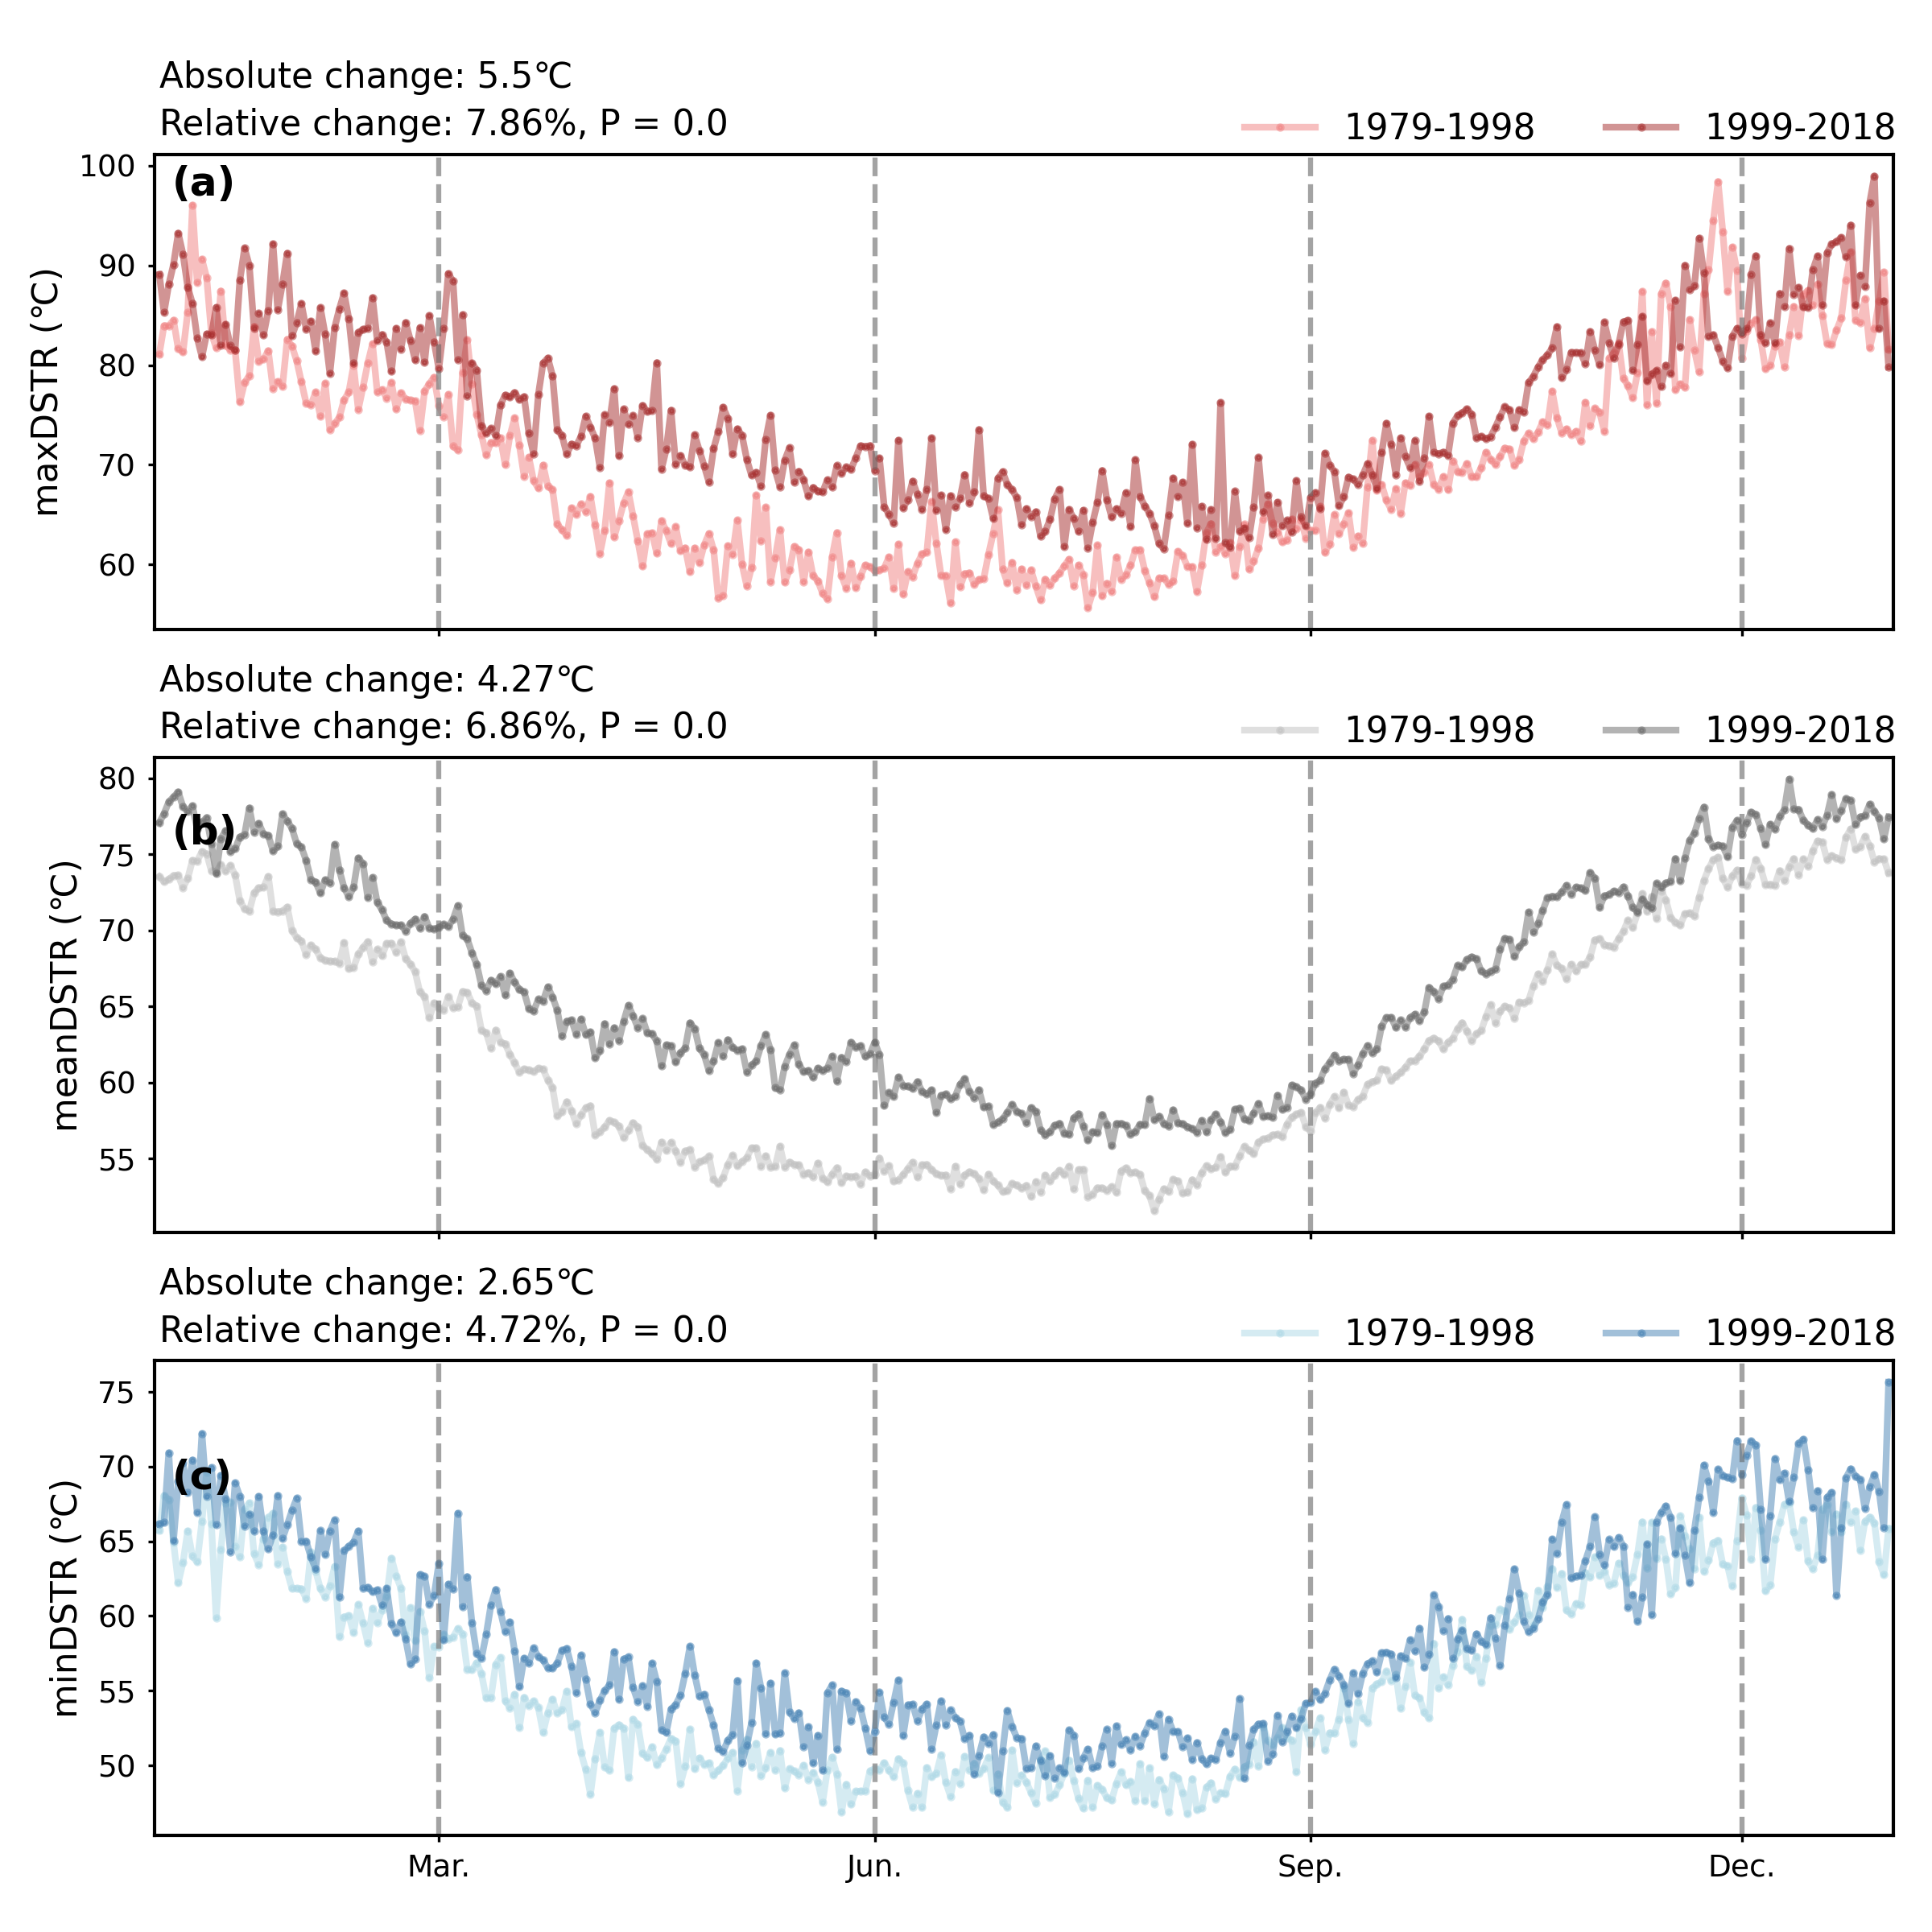 Absolute change: 5.5℃
Relative change: 7.86%, P = 0.0
1979-1998 1999-2018
(a)
100
90
80
70
60
maxDSTR (℃)
Absolute change: 4.27℃
Relative change: 6.86%, P = 0.0
1979-1998 1999-2018
(b)
80
75
70
65
60
55
meanDSTR (℃)
Absolute change: 2.65℃
Relative change: 4.72%, P = 0.0
1979-1998 1999-2018
(c)
75
70
65
60
55
50
minDSTR (℃)
Mar. Jun. Sep. Dec.